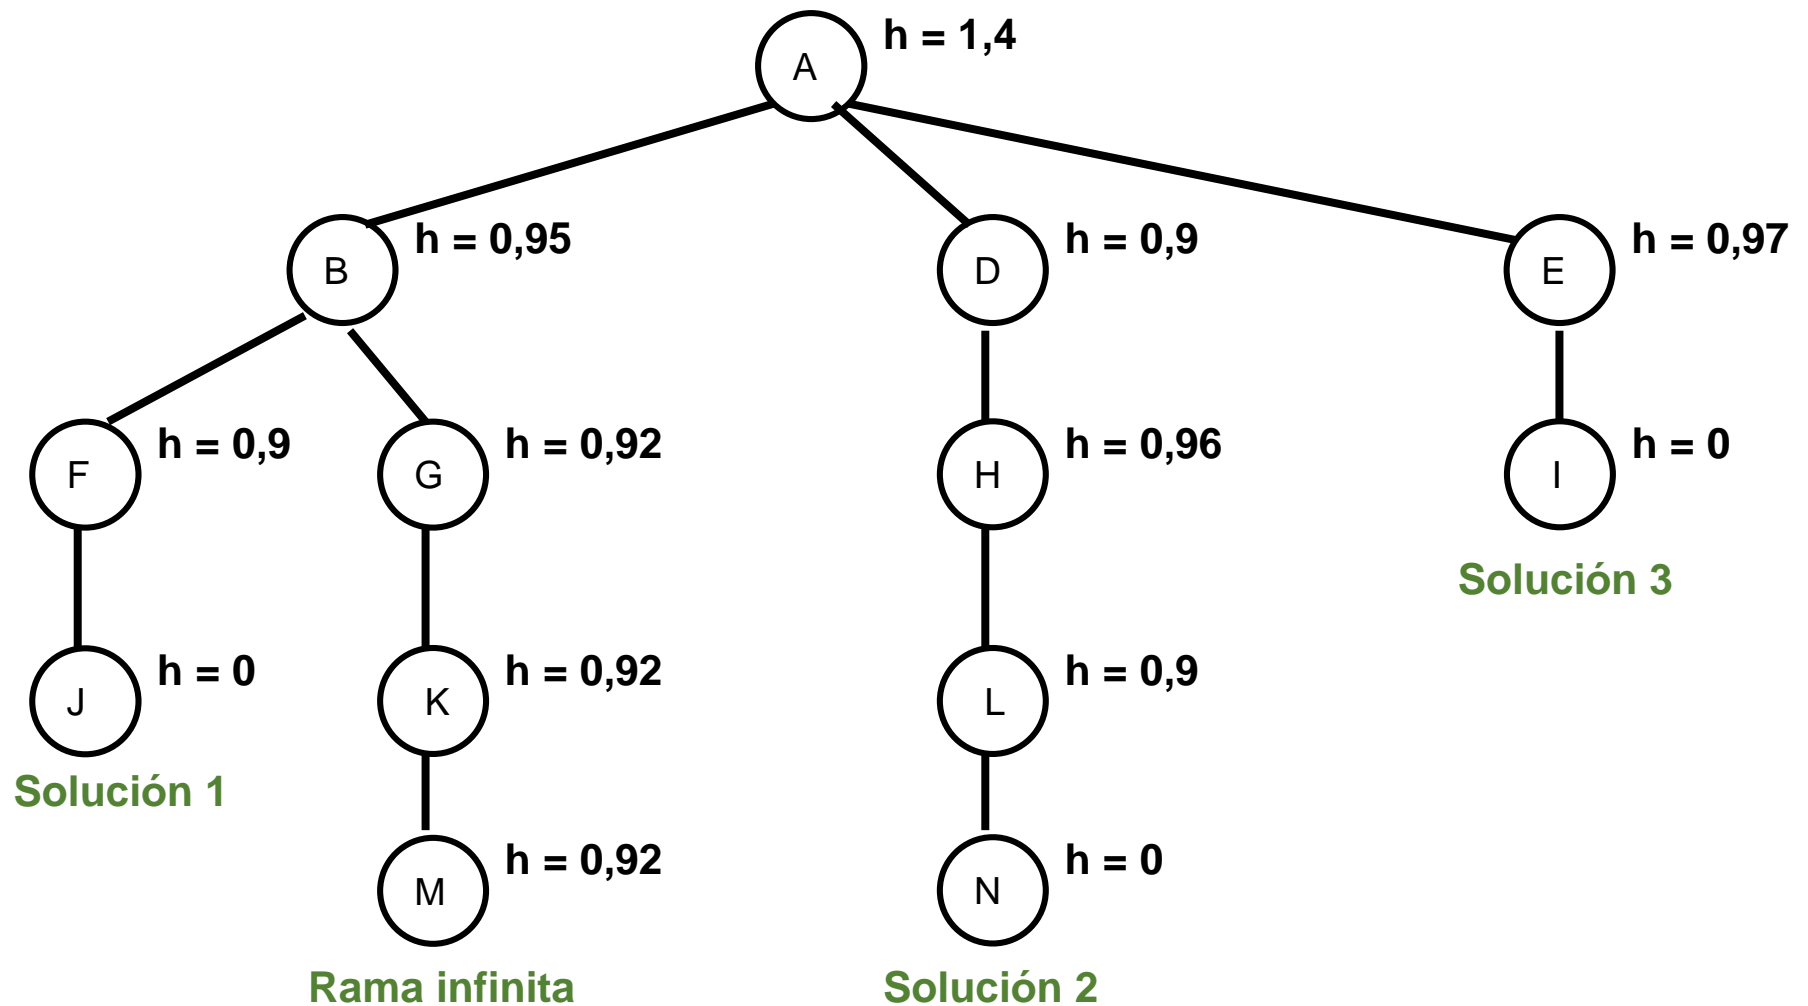 A
h = 1,4
B
h = 0,95
D
h = 0,9
E
h = 0,97
F
h = 0,9
G
h = 0,92
H
h = 0,96
I
h = 0
Solución 3
J
h = 0
K
h = 0,92
L
h = 0,9
Solución 1
M
h = 0,92
N
h = 0
Rama infinita
Solución 2